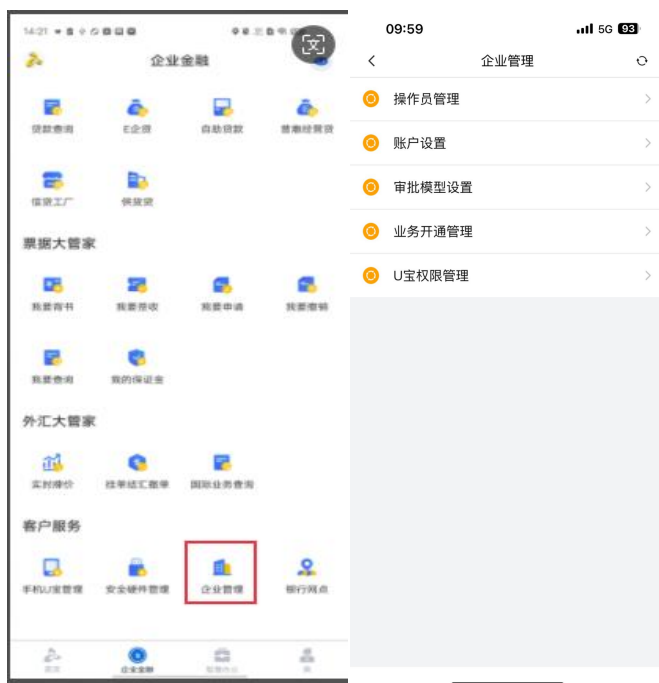 14:21
企业金融
贷款查询 E企贷 自助贷款 普惠经营贷
信贷工厂 供货贷
票据大管家
我要背书 我要签收 我要申请 我要撤销
我要查询 我的保证金
外汇大管家
实时牌价 挂单结汇撤单 国际业务查询
客户服务
手机U宝管理 安全硬件管理 企业管理 银行网点
企业金融
我
09:59 5G 93
企业管理
操作员管理
账户设置
审批模型设置
业务开通管理
U宝权限管理